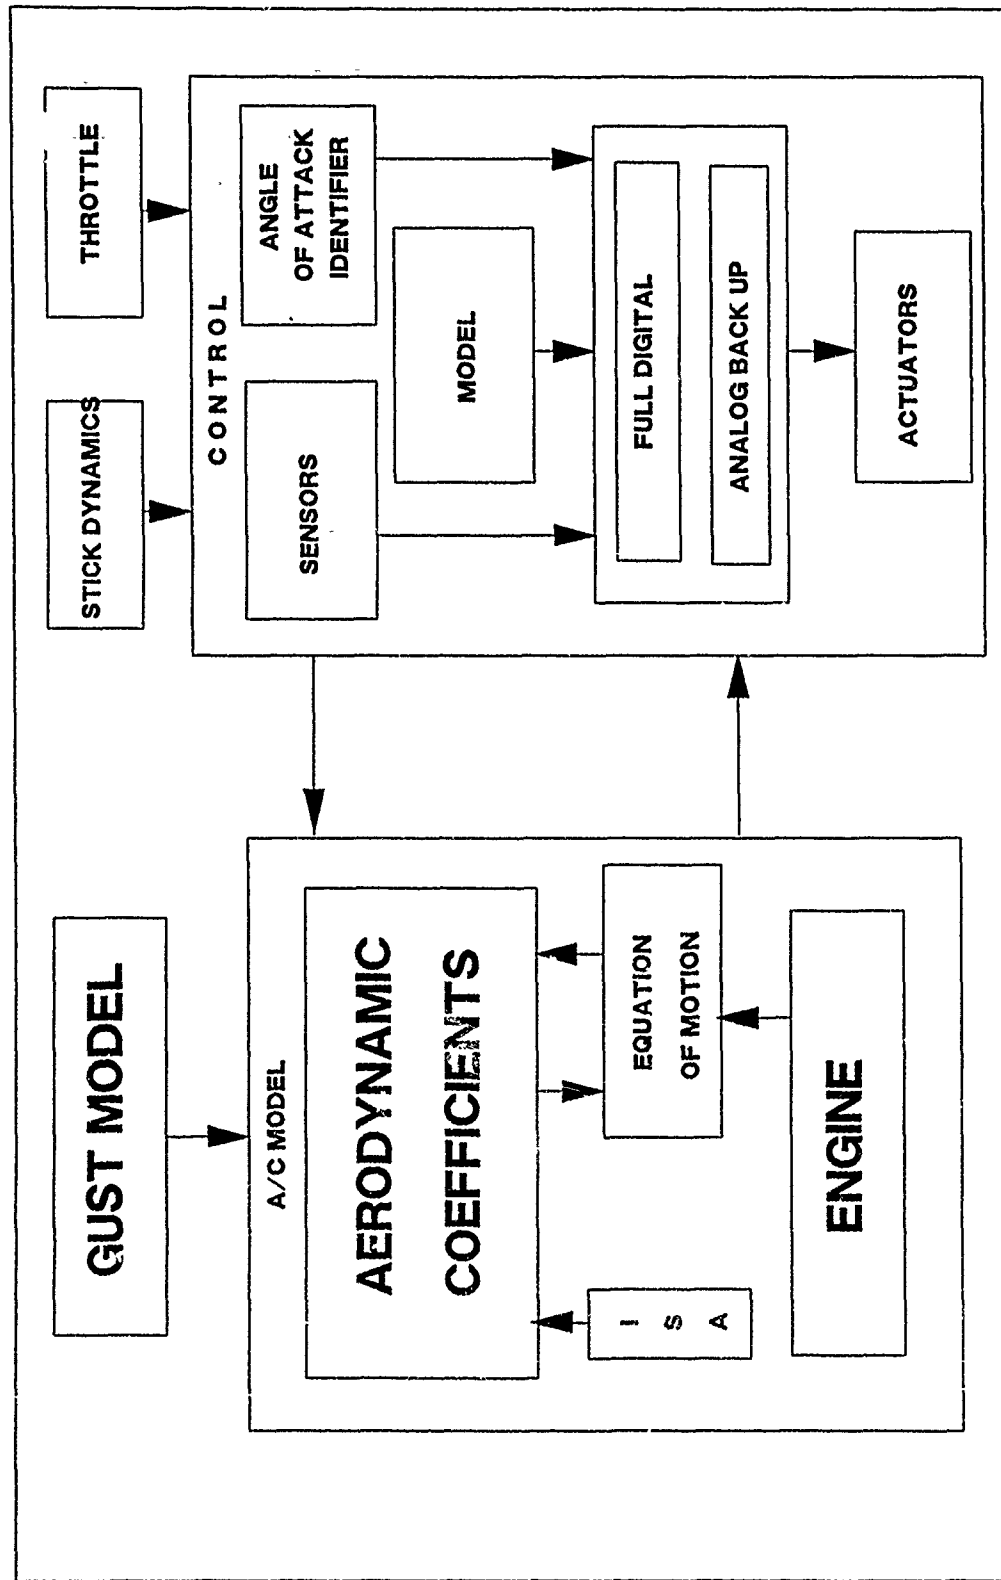 GUST MODEL
A/C MODEL
AERODYNAMIC
COEFFICIENTS
I
S
A
EQUATION
OF MOTION
ENGINE
STICK DYNAMICS
THROTTLE
CONTROL
SENSORS
ANGLE
OF ATTACK
IDENTIFIER
MODEL
FULL DIGITAL
ANALOG BACK UP
ACTUATORS